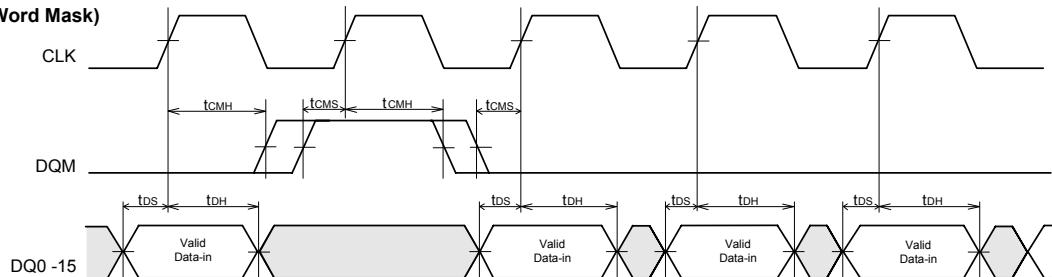 Word Mask)
CLK
tCMH tCMS tCMH tCMS
DQM
tDS tDH tDS tDH tDS tDH tDS tDH
Valid Data-in Valid Data-in Valid Data-in Valid Data-in
DQ0 -15